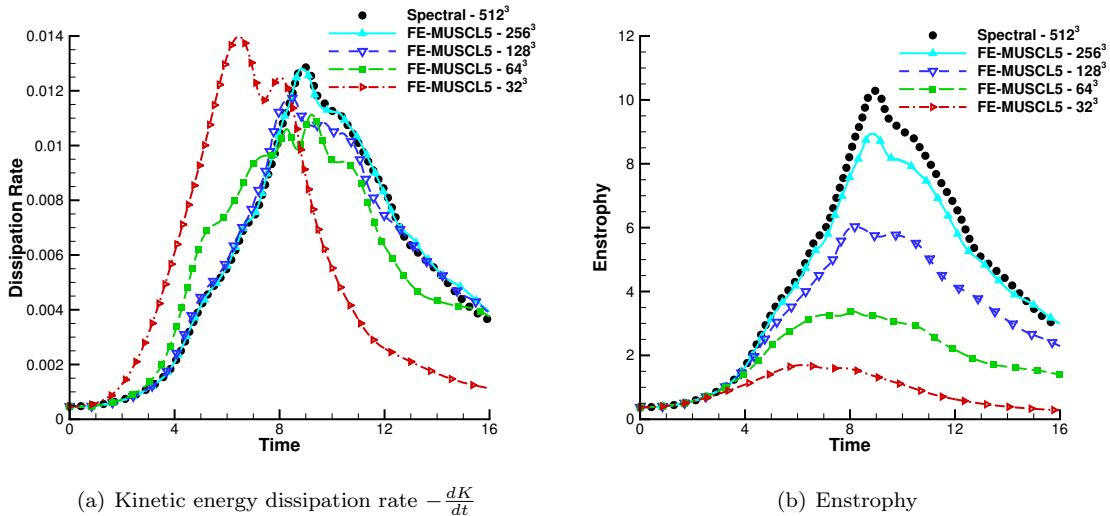 Spectral - 512³
FE-MUSCL5 - 256³
FE-MUSCL5 - 128³
FE-MUSCL5 - 64³
FE-MUSCL5 - 32³
Dissipation Rate
0.014
0.012
0.01
0.008
0.006
0.004
0.002
0
0 4 8 12 16
Time
(a) Kinetic energy dissipation rate −dK/dt
Spectral - 512³
FE-MUSCL5 - 256³
FE-MUSCL5 - 128³
FE-MUSCL5 - 64³
FE-MUSCL5 - 32³
Enstrophy
12
10
8
6
4
2
0
0 4 8 12 16
Time
(b) Enstrophy